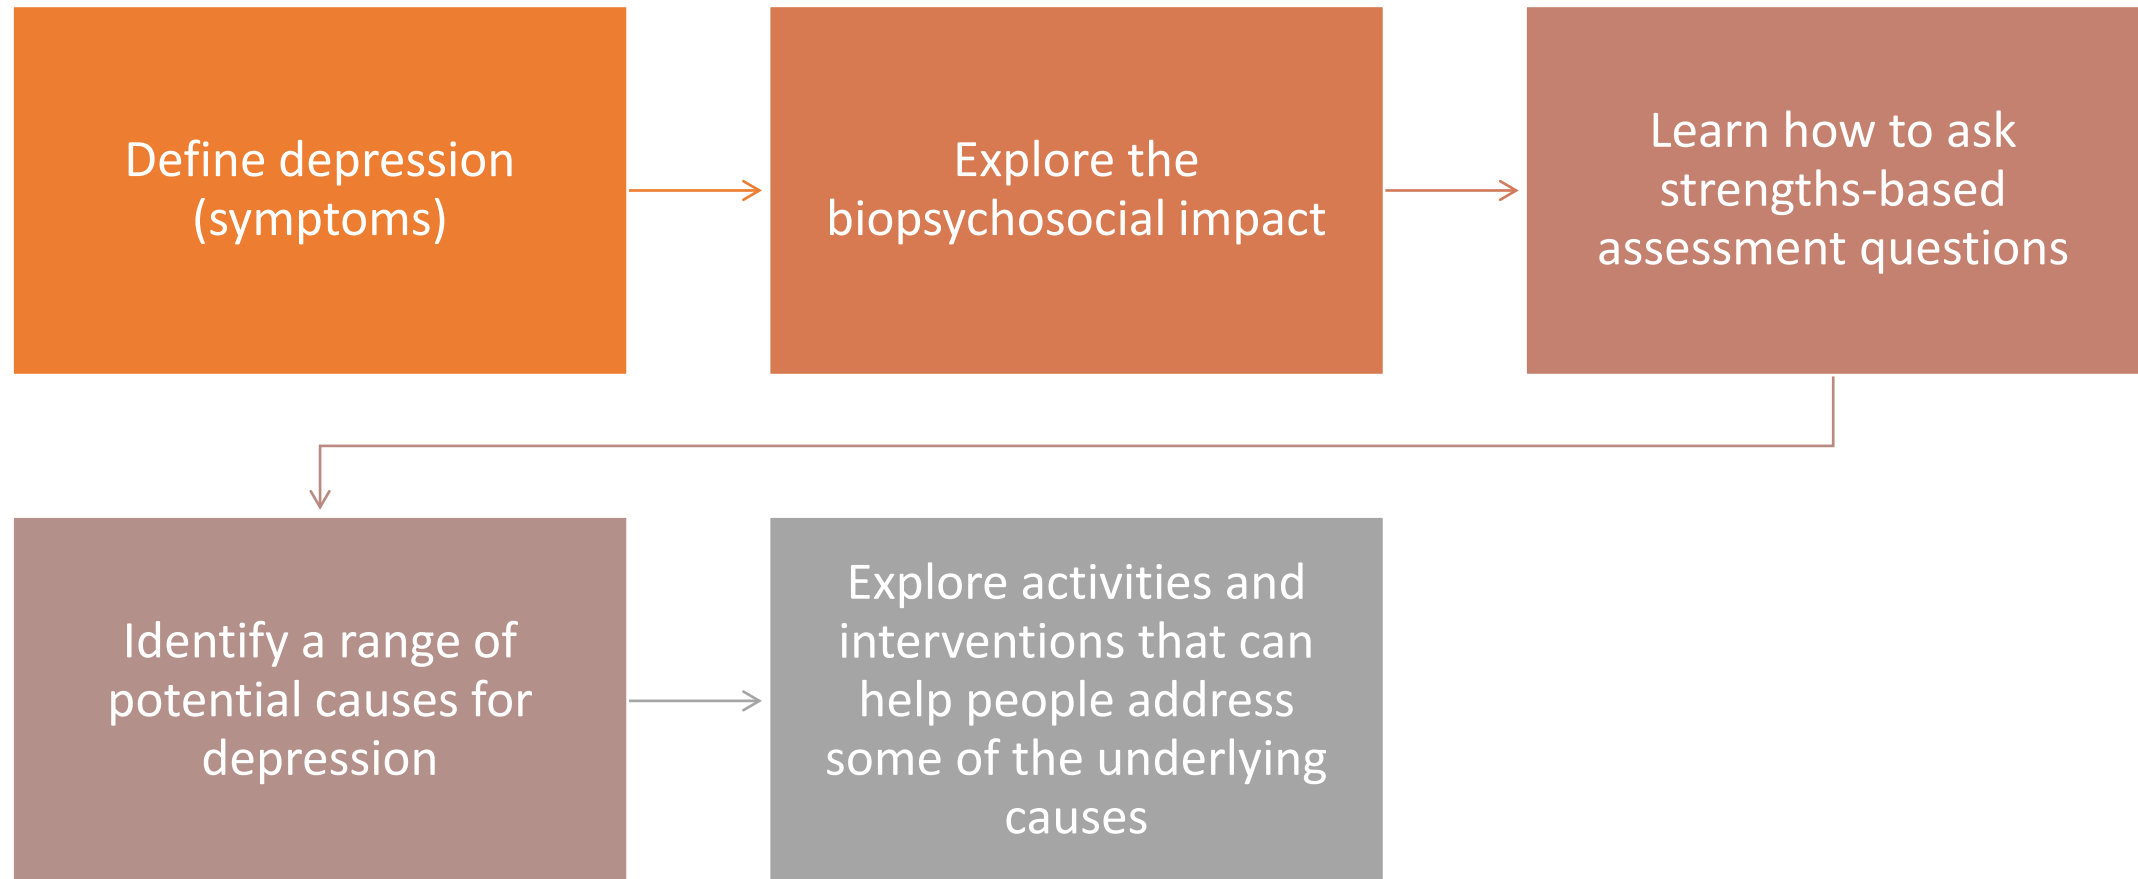 Define depression
(symptoms)
Explore the
biopsychosocial impact
Learn how to ask
strengths-based
assessment questions
Identify a range of
potential causes for
depression
Explore activities and
interventions that can
help people address
some of the underlying
causes